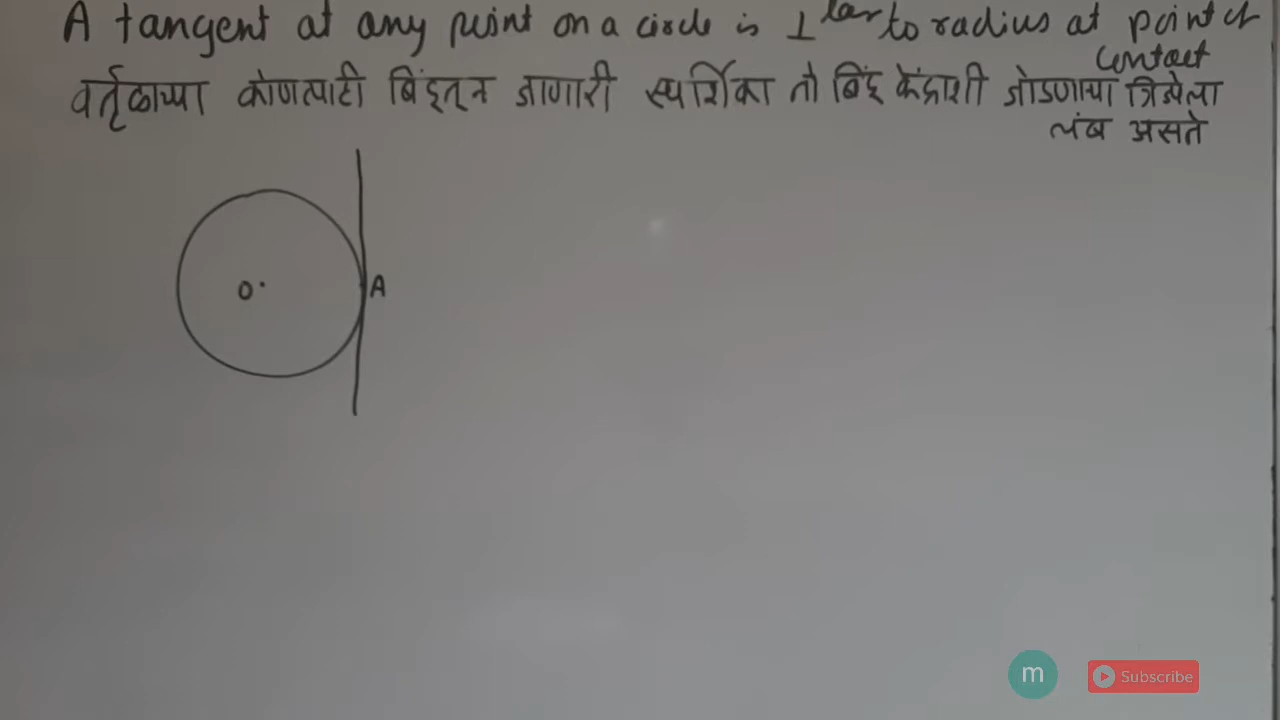 A tangent at any point on a circle is ⊥lar to radius at point of
contact
वर्तुळाच्या कोणत्याही बिंदूतून जाणारी स्पर्शिका तो बिंदू केंद्राशी जोडणाऱ्या त्रिज्येला
लंब असते
O
A
m
Subscribe